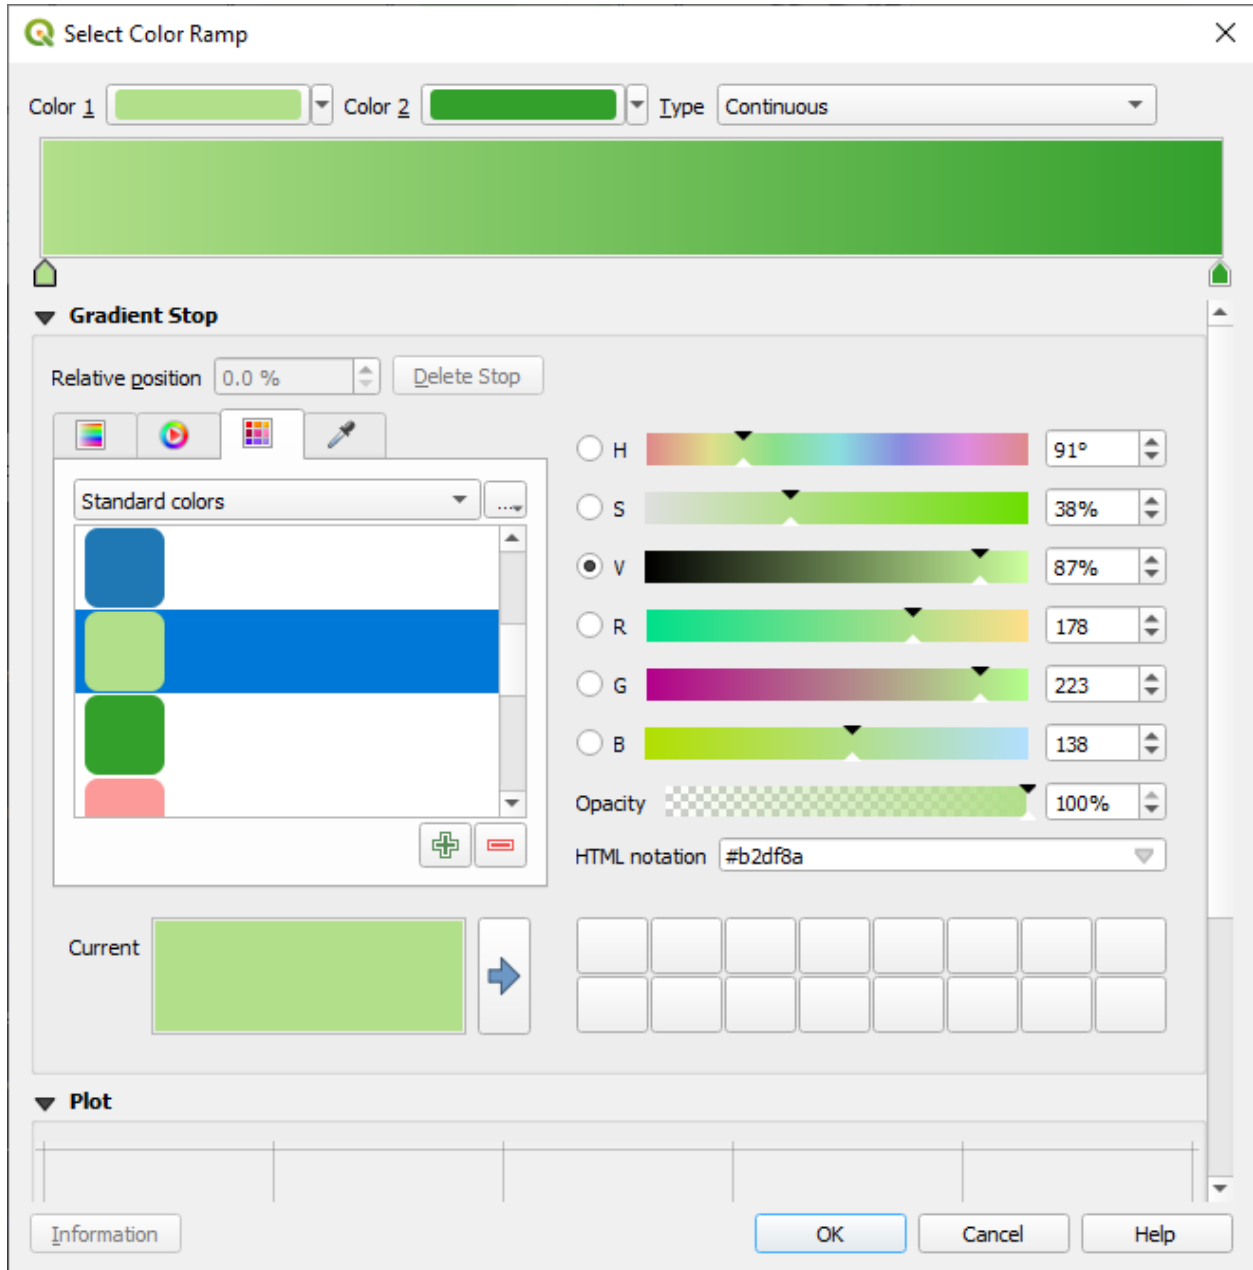 Select Color Ramp
Color 1 Color 2 Type Continuous
Gradient Stop
Relative position 0.0 % Delete Stop
H 91°
Standard colors ...
S 38%
V 87%
R 178
G 223
B 138
Opacity 100%
HTML notation #b2df8a
Current
Plot
Information OK Cancel Help